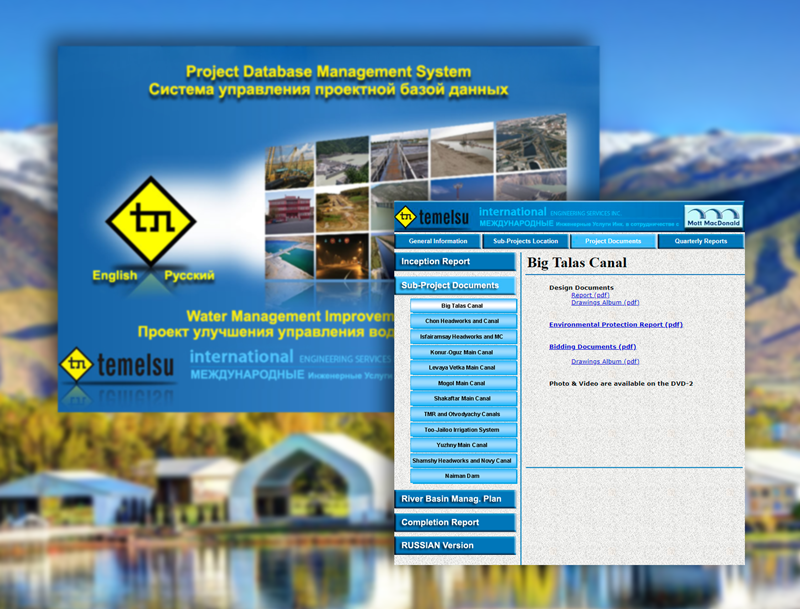 Project Database Management System
Система управления проектной базой данных
English
Русский
Water Management Improvem
Проект улучшения управления вод
temelsu
international ENGINEERING SERVICES
МЕЖДУНАРОДНЫЕ Инженерные Услуги
temelsu
international ENGINEERING SERVICES INC.
МЕЖДУНАРОДНЫЕ Инженерные Услуги Инк. в сотрудничестве с
Mott MacDonald
General Information
Sub-Projects Location
Project Documents
Quarterly Reports
Inception Report
Sub-Project Documents
Big Talas Canal
Chon Headworks and Canal
Isfairamsay Headworks and MC
Konur-Oguz Main Canal
Levaya Vetka Main Canal
Mogol Main Canal
Shakaftar Main Canal
TMR and Otvodyachy Canals
Too-Jailoo Irrigation System
Yuzhny Main Canal
Shamshy Headworks and Novy Canal
Naiman Dam
River Basin Manag. Plan
Completion Report
RUSSIAN Version
Big Talas Canal
Design Documents
Report (pdf)
Drawings Album (pdf)
Environmental Protection Report (pdf)
Bidding Documents (pdf)
Drawings Album (pdf)
Photo & Video are available on the DVD-2